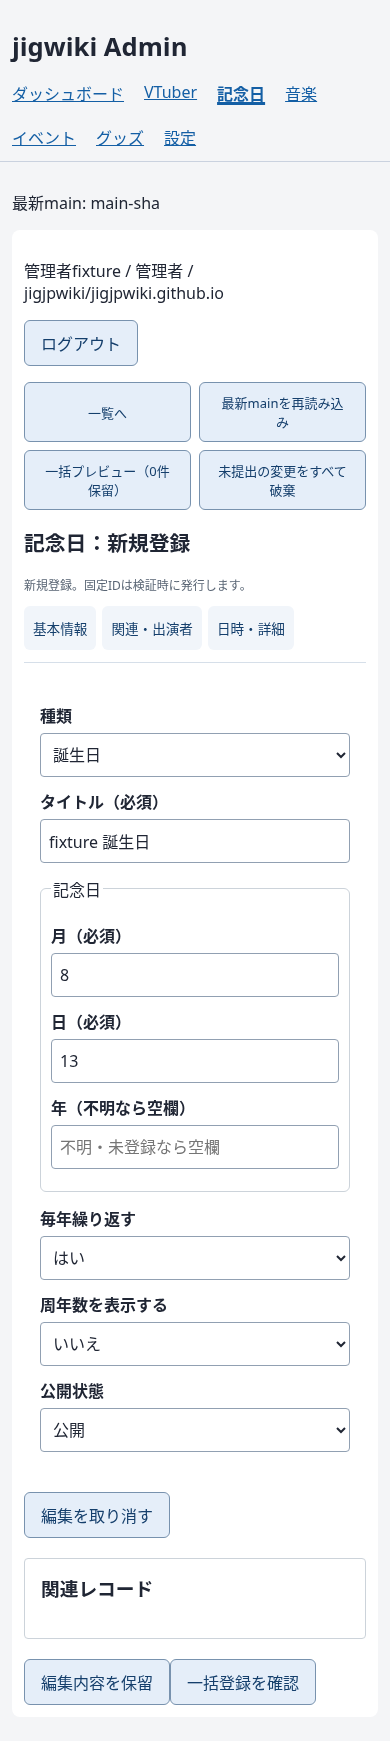 jigwiki Admin
ダッシュボード VTuber 記念日 音楽
イベント グッズ 設定
最新main: main-sha
管理者fixture / 管理者 /
jigjpwiki/jigjpwiki.github.io
ログアウト
一覧へ
最新mainを再読み込
み
一括プレビュー（0件
保留）
未提出の変更をすべて
破棄
記念日：新規登録
新規登録。固定IDは検証時に発行します。
基本情報 関連・出演者 日時・詳細
種類
誕生日
タイトル（必須）
fixture 誕生日
記念日
月（必須）
8
日（必須）
13
年（不明なら空欄）
不明・未登録なら空欄
毎年繰り返す
はい
周年数を表示する
いいえ
公開状態
公開
編集を取り消す
関連レコード
編集内容を保留 一括登録を確認